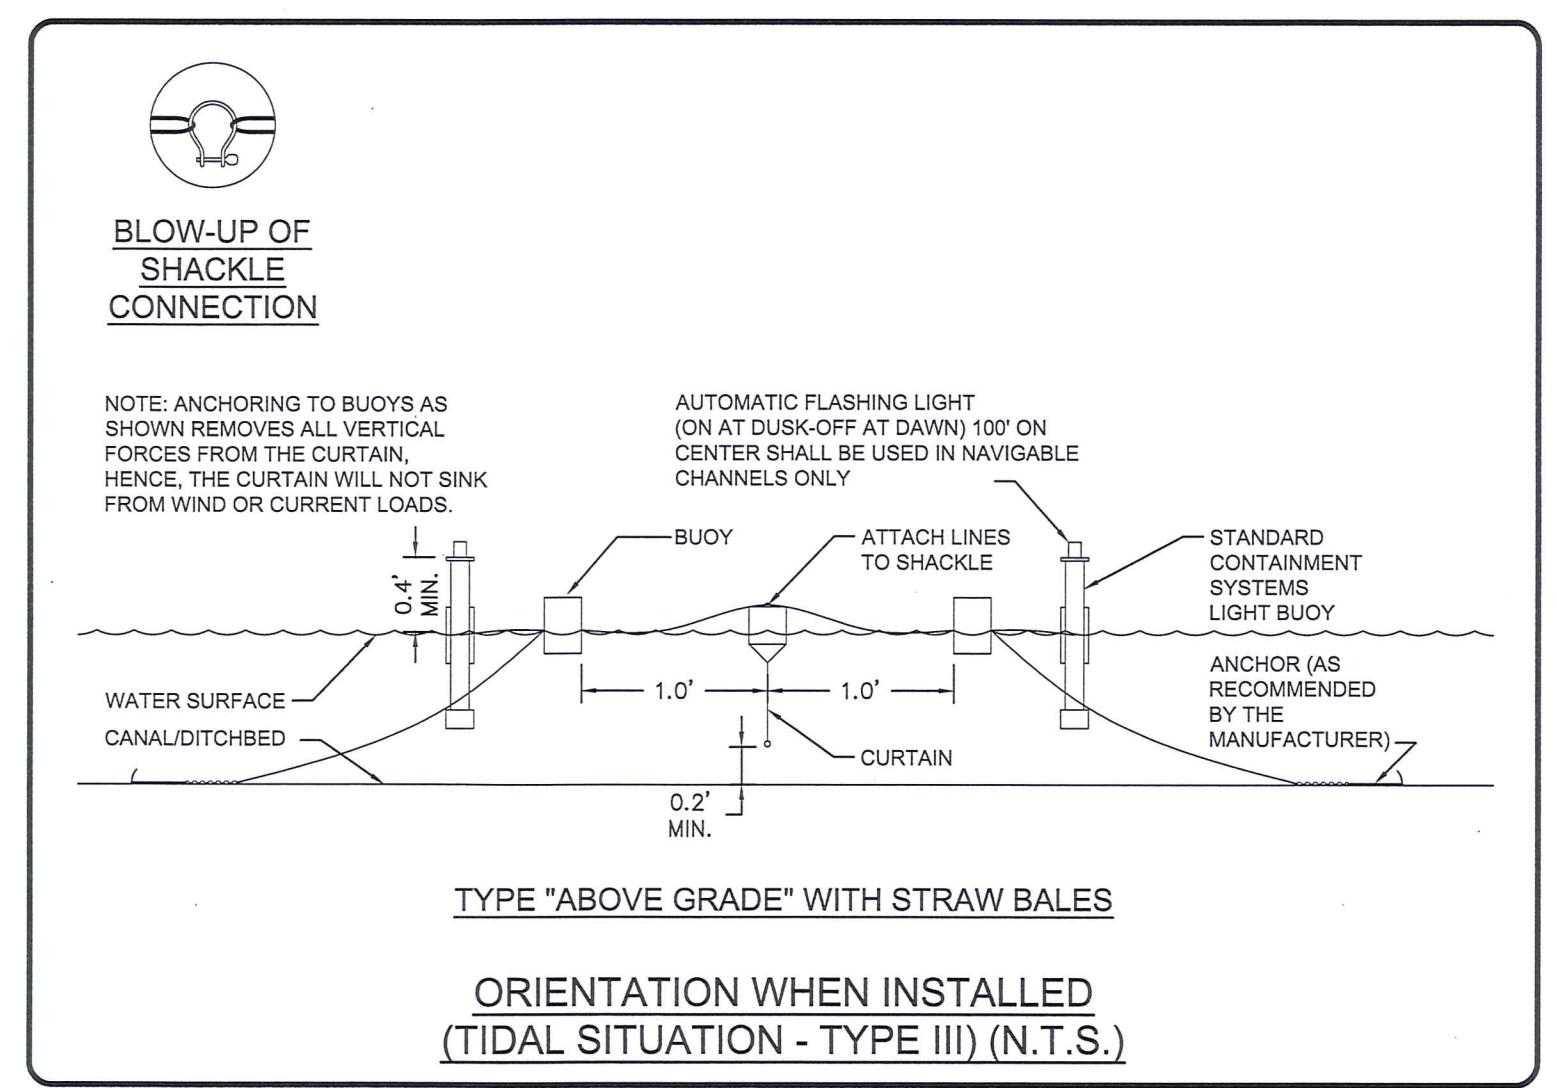 BLOW-UP OF
SHACKLE
CONNECTION
NOTE: ANCHORING TO BUOYS AS
SHOWN REMOVES ALL VERTICAL
FORCES FROM THE CURTAIN,
HENCE, THE CURTAIN WILL NOT SINK
FROM WIND OR CURRENT LOADS.
AUTOMATIC FLASHING LIGHT
(ON AT DUSK-OFF AT DAWN) 100' ON
CENTER SHALL BE USED IN NAVIGABLE
CHANNELS ONLY
0.4'
MIN.
BUOY
ATTACH LINES
TO SHACKLE
STANDARD
CONTAINMENT
SYSTEMS
LIGHT BUOY
WATER SURFACE
CANAL/DITCHBED
1.0'
1.0'
CURTAIN
ANCHOR (AS
RECOMMENDED
BY THE
MANUFACTURER)
0.2'
MIN.
TYPE "ABOVE GRADE" WITH STRAW BALES
ORIENTATION WHEN INSTALLED
(TIDAL SITUATION - TYPE III) (N.T.S.)